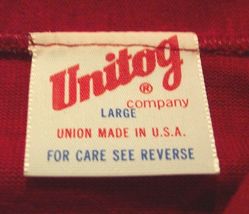 Unitog
®
company
LARGE
UNION MADE IN U.S.A.
FOR CARE SEE REVERSE